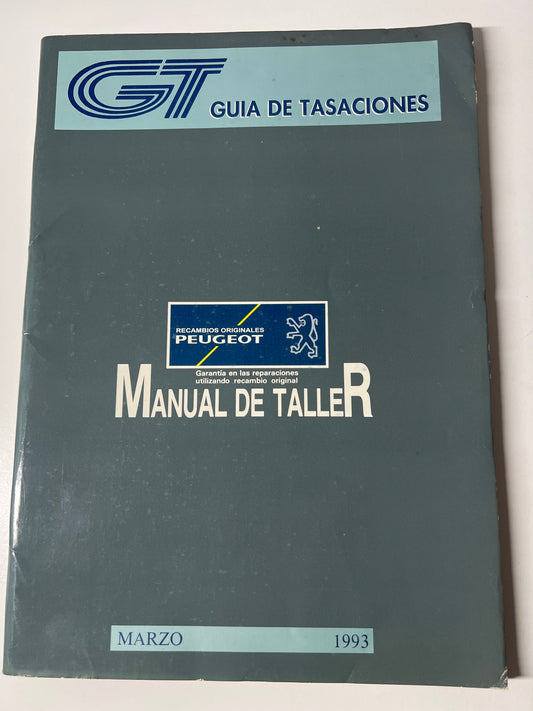 GT GUIA DE TASACIONES
RECAMBIOS ORIGINALES
PEUGEOT
Garantía en las reparaciones
utilizando recambio original
MANUAL DE TALLER
MARZO 1993